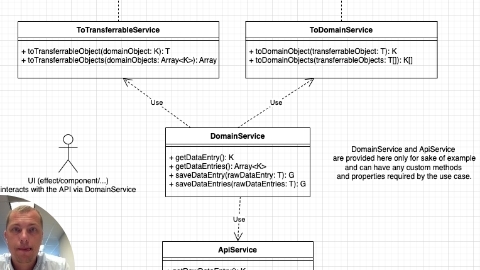 ToTransferrableService
ToDomainService
+ toTransferrableObject(domainObject: K): T
+ toTransferrableObjects(domainObjects: Array<K>): Array
+ toDomainObject(transferrableObject: T): K
+ toDomainObjects(transferrableObjects: T[]): K[]
Use
Use
DomainService
+ getDataEntry(): K
+ getDataEntries(): Array<K>
+ saveDataEntry(rawDataEntry: T): G
+ saveDataEntries(rawDataEntries: T): G
DomainService and ApiService
are provided here only for sake of example
and can have any custom methods
and properties required by the use case.
UI (effect/component/...)
interacts with the API via DomainService
Use
ApiService